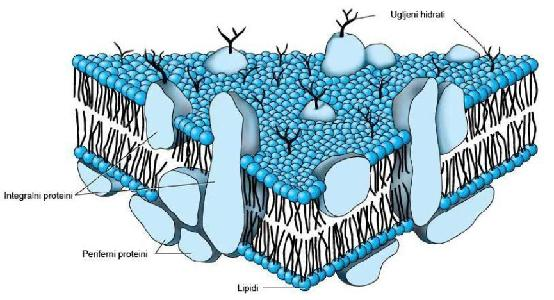 Ugljeni hidrati
Integralni proteini
Periferni proteini
Lipidi